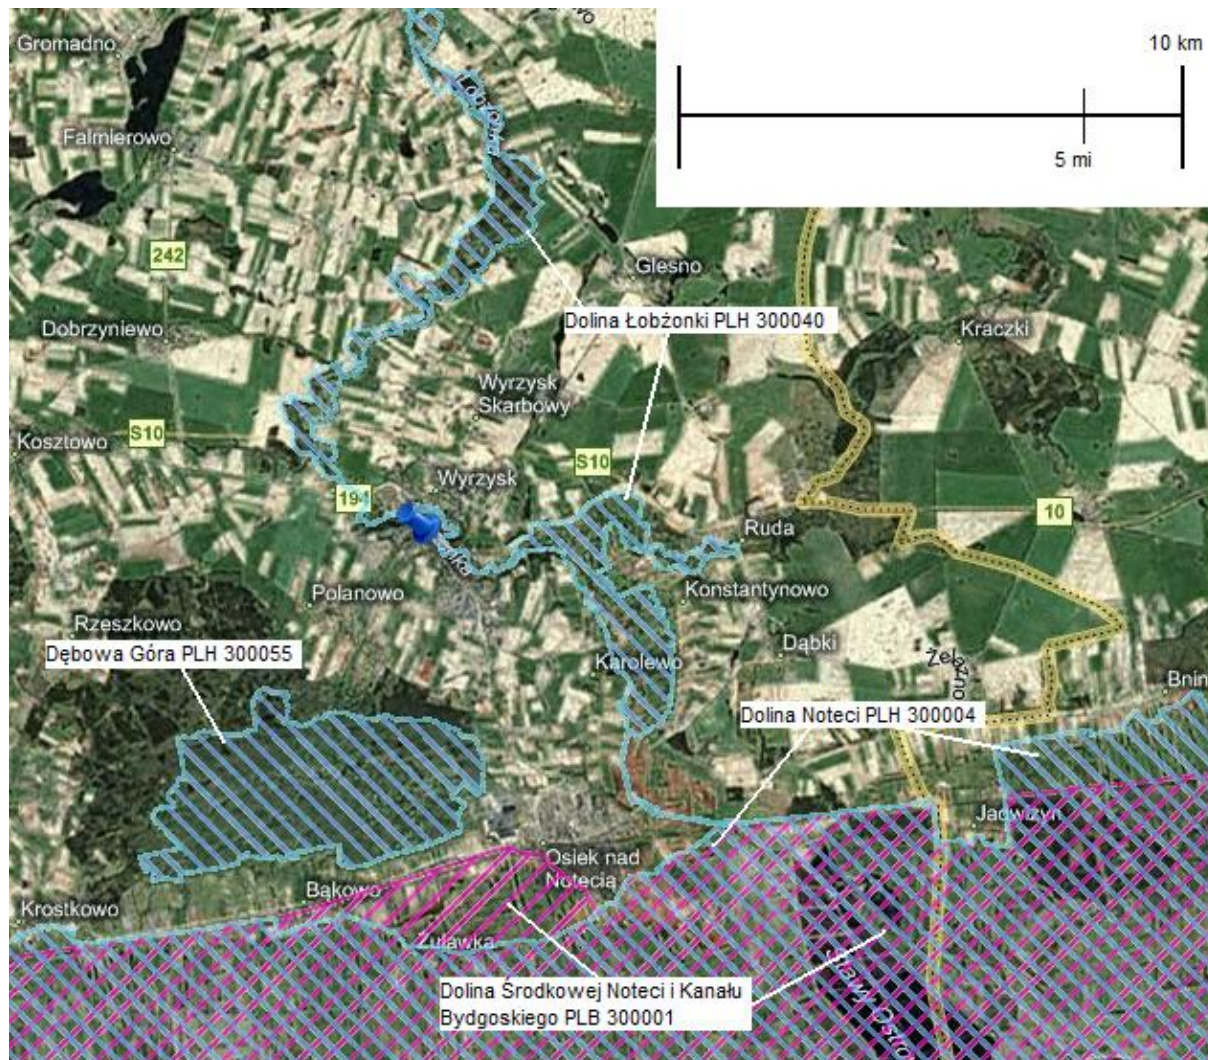 Gromadno
10 km
5 mi
Falmierowo
242
Glesno
Dolina Łobżonki PLH 300040
Dobrzyniewo
Kraczki
Wyrzysk
Skarbowy
S10
Kosztowo
S10
Wyrzysk
194
10
Ruda
Polanowo
Konstantynowo
Rzeszkowo
Dębowa Góra PLH 300055
Dąbki
Karolewo
Bnin
Dolina Noteci PLH 300004
Jadwiżyn
Osiek nad
Notecią
Bąkowo
Krostkowo
Żuławka
Dolina Środkowej Noteci i Kanału
Bydgoskiego PLB 300001